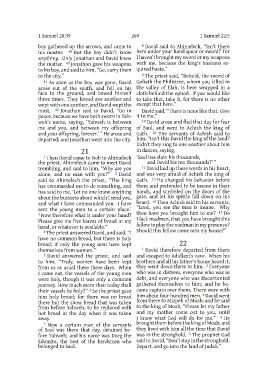 1 Samuel 20:39
269
1 Samuel 22:5
boy gathered up the arrows, and came to
his master. 39 But the boy didn't know
anything. Only Jonathan and David knew
the matter. 40 Jonathan gave his weapons
to his boy, and said to him, "Go, carry them
to the city."
41 As soon as the boy was gone, David
arose out of the south, and fell on his
face to the ground, and bowed himself
three times. They kissed one another and
wept with one another, and David wept the
most. 42 Jonathan said to David, "Go in
peace, because we have both sworn in Yah-
weh's name, saying, 'Yahweh is between
me and you, and between my offspring
and your offspring, forever.'" He arose and
departed; and Jonathan went into the city.
21
1 Then David came to Nob to Ahimelech
the priest. Ahimelech came to meet David
trembling, and said to him, "Why are you
alone, and no man with you?" 2 David
said to Ahimelech the priest, "The king
has commanded me to do something, and
has said to me, 'Let no one know anything
about the business about which I send you,
and what I have commanded you. I have
sent the young men to a certain place.'
3 Now therefore what is under your hand?
Please give me five loaves of bread in my
hand, or whatever is available."
4 The priest answered David, and said, "I
have no common bread, but there is holy
bread; if only the young men have kept
themselves from women."
5 David answered the priest, and said
to him, "Truly, women have been kept
from us as usual these three days. When
I came out, the vessels of the young men
were holy, though it was only a common
journey. How much more then today shall
their vessels be holy?" 6 So the priest gave
him holy bread; for there was no bread
there but the show bread that was taken
from before Yahweh, to be replaced with
hot bread in the day when it was taken
away.
7 Now a certain man of the servants
of Saul was there that day, detained be-
fore Yahweh; and his name was Doeg the
Edomite, the best of the herdsmen who
belonged to Saul.
8 David said to Ahimelech, "Isn't there
here under your hand spear or sword? For
I haven't brought my sword or my weapons
with me, because the king's business re-
quired haste."
9 The priest said, "Behold, the sword of
Goliath the Philistine, whom you killed in
the valley of Elah, is here wrapped in a
cloth behind the ephod. If you would like
to take that, take it, for there is no other
except that here."
David said, "There is none like that. Give
it to me."
10 David arose and fled that day for fear
of Saul, and went to Achish the king of
Gath. 11 The servants of Achish said to
him, "Isn't this David the king of the land?
Didn't they sing to one another about him
in dances, saying,
'Saul has slain his thousands,
and David his ten thousands'?"
12 David laid up these words in his heart,
and was very afraid of Achish the king of
Gath. 13 He changed his behavior before
them and pretended to be insane in their
hands, and scribbled on the doors of the
gate, and let his spittle fall down on his
beard. 14 Then Achish said to his servants,
"Look, you see the man is insane. Why
then have you brought him to me? 15 Do
I lack madmen, that you have brought this
fellow to play the madman in my presence?
Should this fellow come into my house?"
22
1 David therefore departed from there
and escaped to Adullam's cave. When his
brothers and all his father's house heard it,
they went down there to him. 2 Everyone
who was in distress, everyone who was in
debt, and everyone who was discontented
gathered themselves to him; and he be-
came captain over them. There were with
him about four hundred men. 3 David went
from there to Mizpeh of Moab; and he said
to the king of Moab, "Please let my father
and my mother come out to you, until
I know what God will do for me." 4 He
brought them before the king of Moab; and
they lived with him all the time that David
was in the stronghold. 5 The prophet Gad
said to David, "Don't stay in the stronghold.
Depart, and go into the land of Judah."